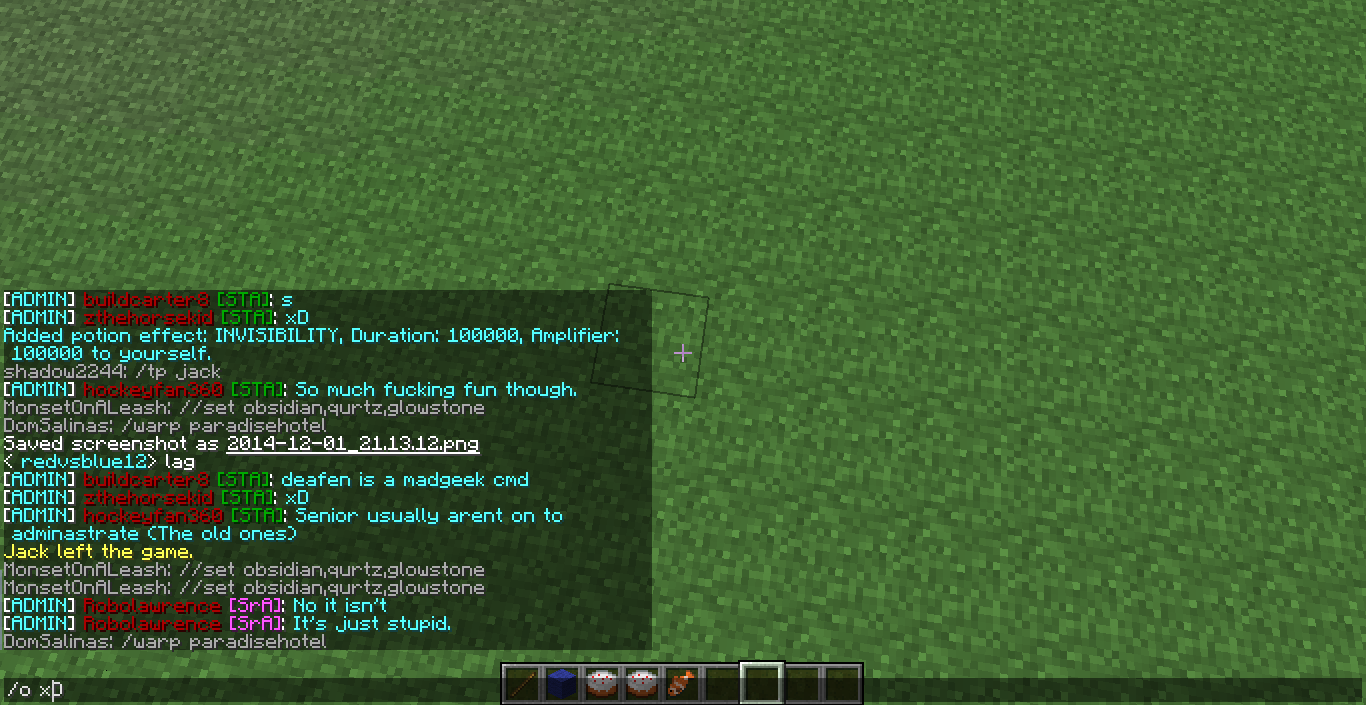 [ADMIN] buildcarter8 [STA]: s
[ADMIN] zthehorsekid [STA]: xD
Added potion effect: INVISIBILITY, Duration: 100000, Amplifier:
100000 to yourself.
shadow2244: /tp jack
[ADMIN] hockeyfan360 [STA]: So much fucking fun though.
MonsetOnALeash: //set obsidian,qurtz,glowstone
DomSalinas: /warp paradisehotel
Saved screenshot as 2014-12-01_21.13.12.png
< redvsblue12> lag
[ADMIN] buildcarter8 [STA]: deafen is a madgeek cmd
[ADMIN] zthehorsekid [STA]: xD
[ADMIN] hockeyfan360 [STA]: Senior usually arent on to
adminastrate (The old ones)
Jack left the game.
MonsetOnALeash: //set obsidian,qurtz,glowstone
MonsetOnALeash: //set obsidian,qurtz,glowstone
[ADMIN] Robolawrence [SrA]: No it isn't
[ADMIN] Robolawrence [SrA]: It's just stupid.
DomSalinas: /warp paradisehotel
/o xD